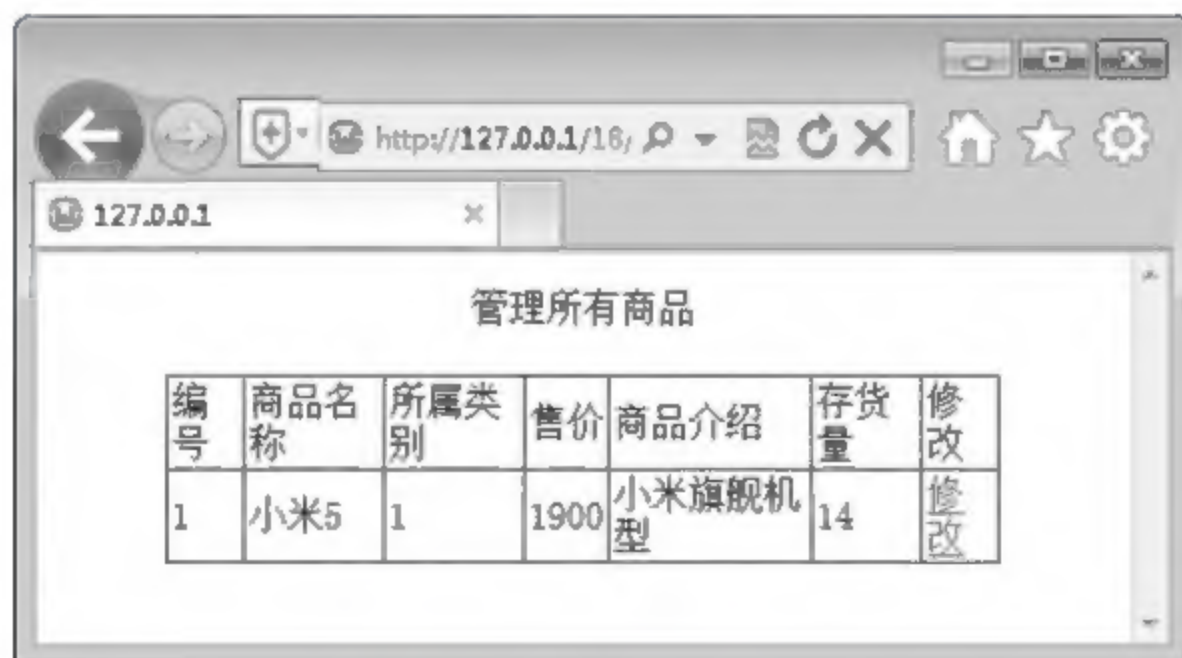 http://127.0.0.1/16/
127.0.0.1
管理所有商品
编号 商品名称 所属类别 售价 商品介绍 存货量 修改
1 小米5 1 1900 小米旗舰机型 14 修改